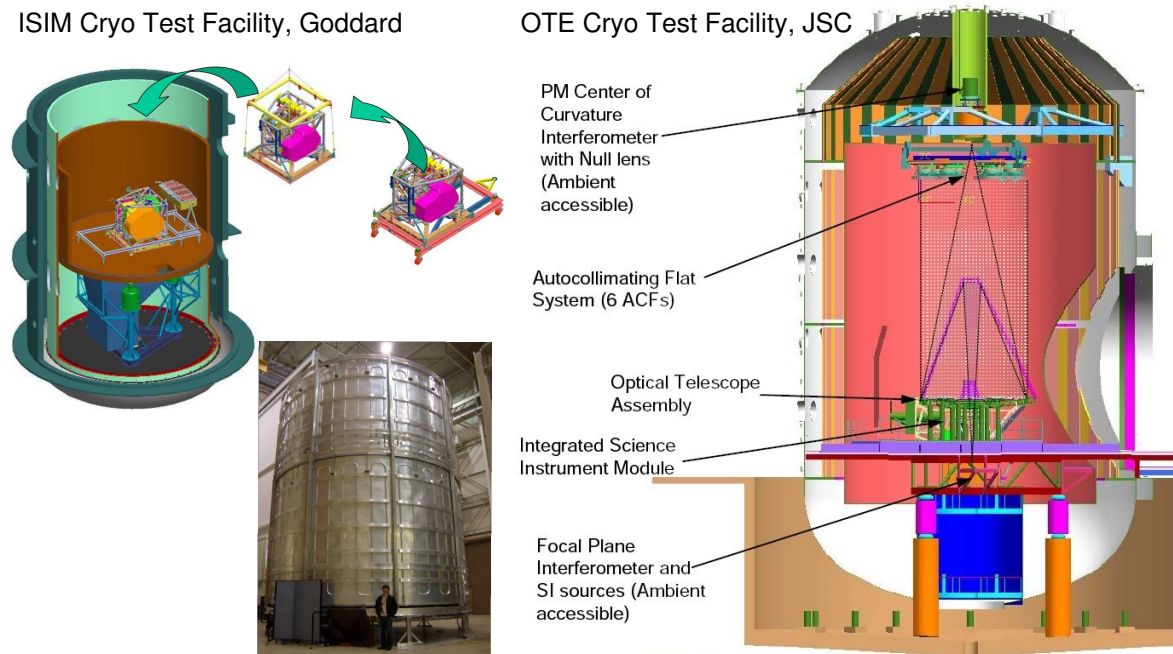 ISIM Cryo Test Facility, Goddard
OTE Cryo Test Facility, JSC
PM Center of
Curvature
Interferometer
with Null lens
(Ambient
accessible)
Autocollimating Flat
System (6 ACFs)
Optical Telescope
Assembly
Integrated Science
Instrument Module
Focal Plane
Interferometer and
SI sources (Ambient
accessible)